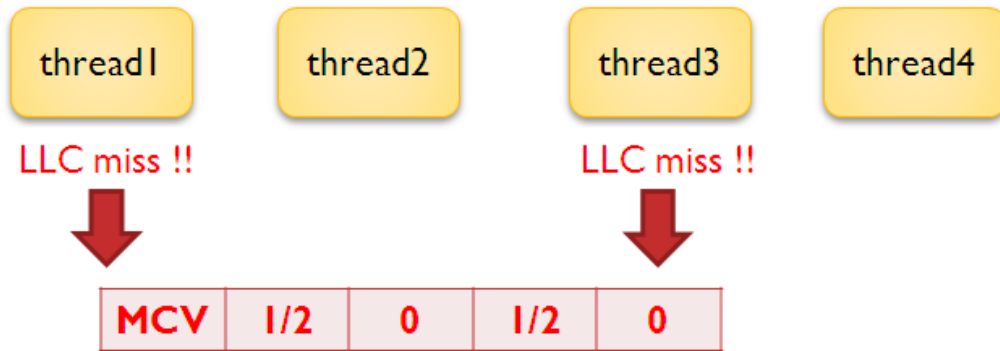 thread1 thread2 thread3 thread4
LLC miss !! LLC miss !!
MCV 1/2 0 1/2 0